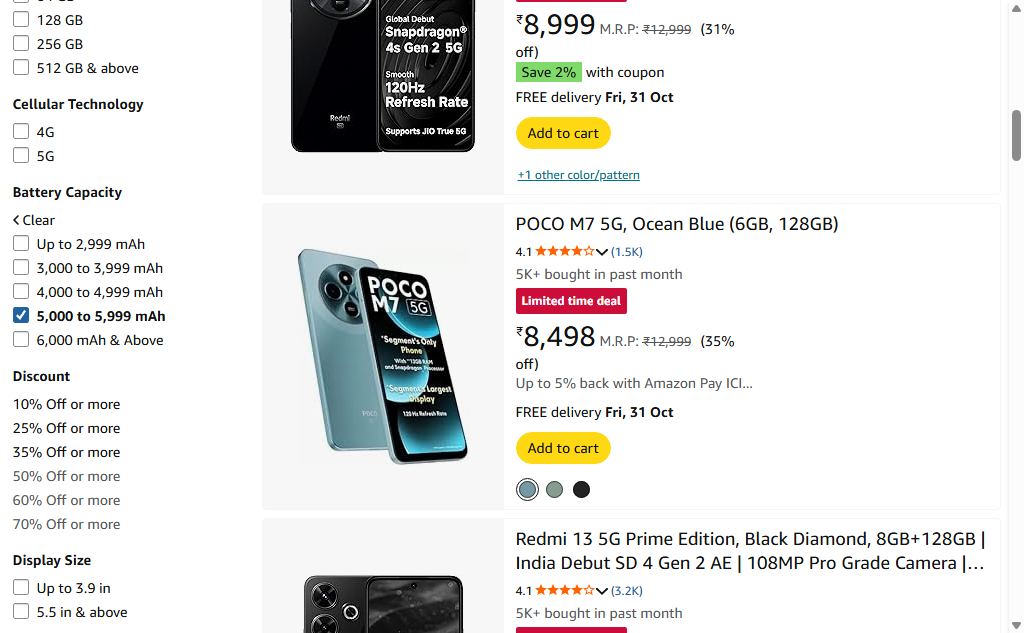 128 GB
256 GB
512 GB & above
Cellular Technology
4G
5G
Battery Capacity
Clear
Up to 2,999 mAh
3,000 to 3,999 mAh
4,000 to 4,999 mAh
5,000 to 5,999 mAh
6,000 mAh & Above
Discount
10% Off or more
25% Off or more
35% Off or more
50% Off or more
60% Off or more
70% Off or more
Display Size
Up to 3.9 in
5.5 in & above
Global Debut
Snapdragon®
4s Gen 2 5G
Smooth
120Hz
Refresh Rate
Supports JIO True 5G
Redmi
5G
₹8,999 M.R.P: ₹12,999 (31%
off)
Save 2% with coupon
FREE delivery Fri, 31 Oct
Add to cart
+1 other color/pattern
POCO
M7 5G
"Segment's Only
Phone
With "12GB RAM
and Snapdragon Processor
"Segment's Largest
Display
120 Hz Refresh Rate
POCO
POCO M7 5G, Ocean Blue (6GB, 128GB)
4.1 (1.5K)
5K+ bought in past month
Limited time deal
₹8,498 M.R.P: ₹12,999 (35%
off)
Up to 5% back with Amazon Pay ICI...
FREE delivery Fri, 31 Oct
Add to cart
Redmi 13 5G Prime Edition, Black Diamond, 8GB+128GB |
India Debut SD 4 Gen 2 AE | 108MP Pro Grade Camera |...
4.1 (3.2K)
5K+ bought in past month